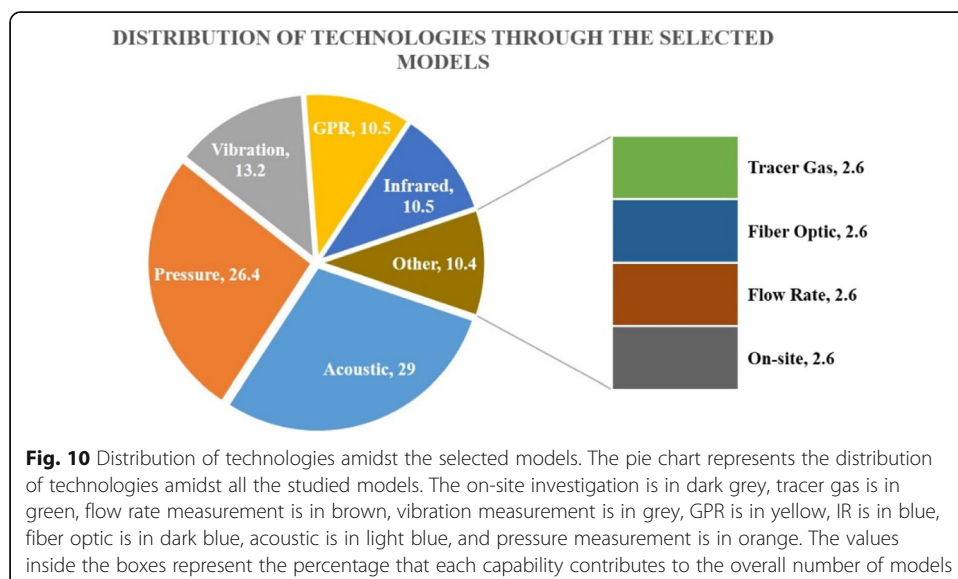 DISTRIBUTION OF TECHNOLOGIES THROUGH THE SELECTED
MODELS
GPR, 10.5
Vibration,
13.2
Infrared,
10.5
Tracer Gas, 2.6
Fiber Optic, 2.6
Other, 10.4
Pressure, 26.4
Flow Rate, 2.6
On-site, 2.6
Acoustic, 29
Fig. 10 Distribution of technologies amidst the selected models. The pie chart represents the distribution
of technologies amidst all the studied models. The on-site investigation is in dark grey, tracer gas is in
green, flow rate measurement is in brown, vibration measurement is in grey, GPR is in yellow, IR is in blue,
fiber optic is in dark blue, acoustic is in light blue, and pressure measurement is in orange. The values
inside the boxes represent the percentage that each capability contributes to the overall number of models